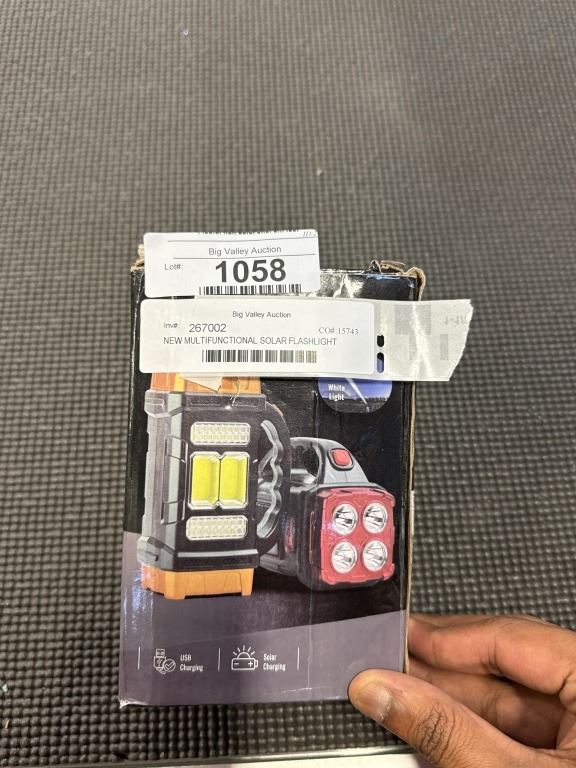 Big Valley Auction
Lot#: 1058
Big Valley Auction
Inv#: 267002 CO#.15743
NEW MULTIFUNCTIONAL SOLAR FLASHLIGHT
White
Light
USB
Charging
Solar
Charging